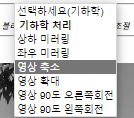 선택하세요(기하학)
기하학 처리
상하 미러링
좌우 미러링
영상 축소
영상 확대
영상 90도 오른쪽회전
영상 90도 왼쪽회전
조절